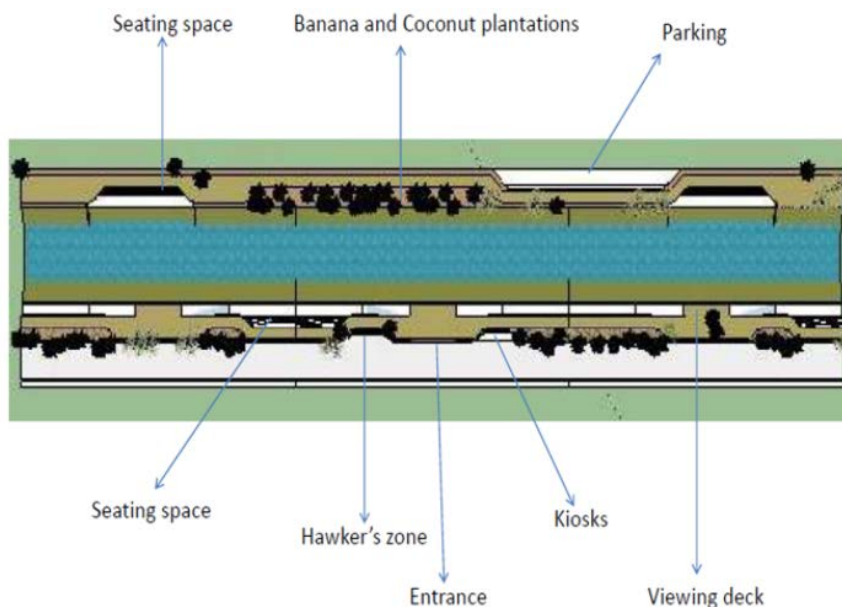 Seating space
Banana and Coconut plantations
Parking
Seating space
Hawker’s zone
Kiosks
Entrance
Viewing deck